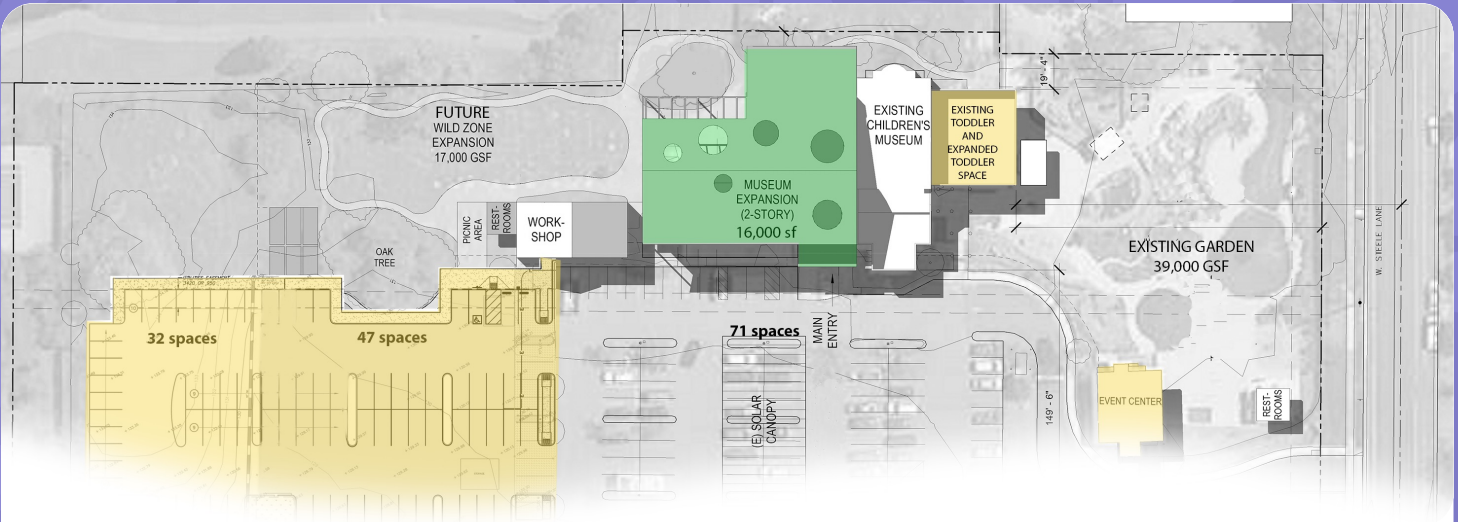 FUTURE
WILD ZONE
EXPANSION
17,000 GSF
PICNIC
AREA
REST-
ROOMS
WORK-
SHOP
OAK
TREE
MUSEUM
EXPANSION
(2-STORY)
16,000 sf
EXISTING
CHILDREN'S
MUSEUM
EXISTING
TODDLER
AND
EXPANDED
TODDLER
SPACE
19' - 4"
EXISTING GARDEN
39,000 GSF
W. STEELE LANE
32 spaces
47 spaces
71 spaces
MAIN
ENTRY
(E) SOLAR
CANOPY
149' - 6"
EVENT CENTER
REST-
ROOMS